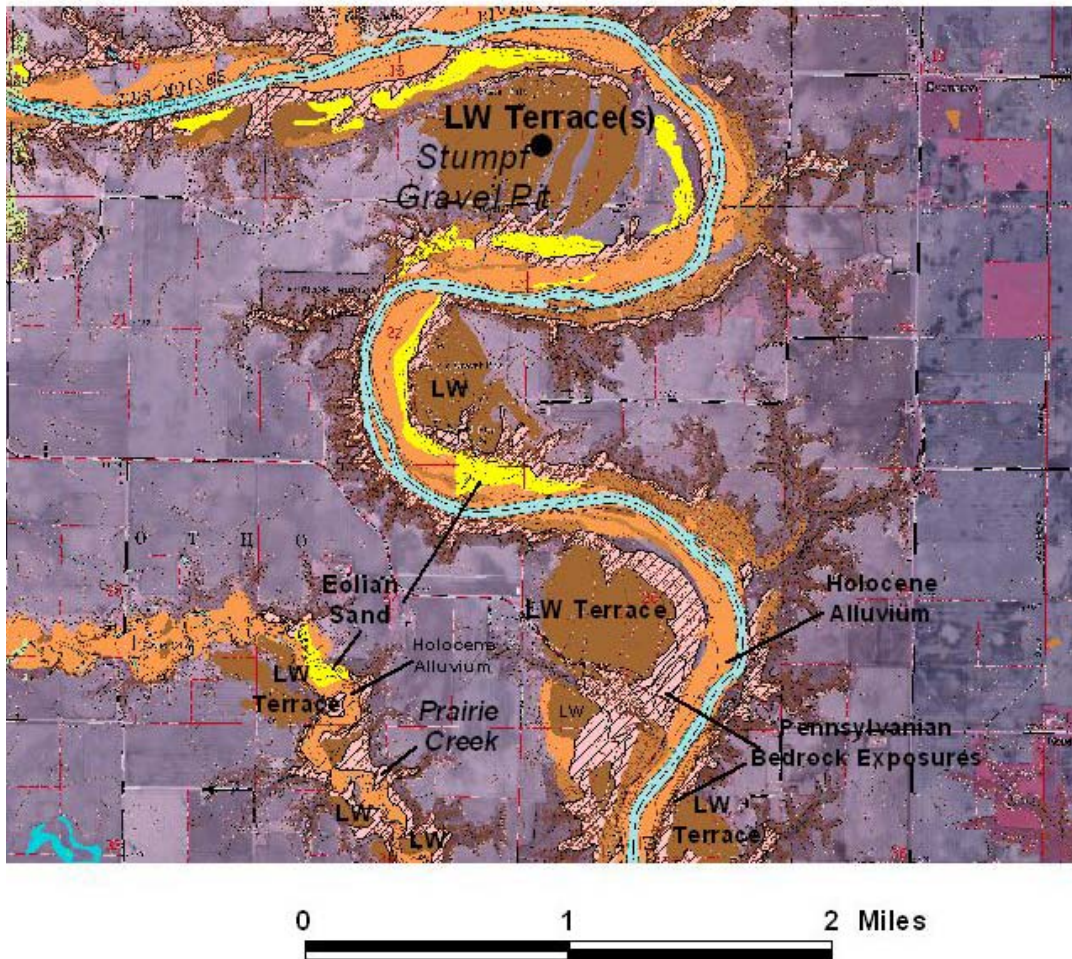 LW Terrace(s)
Stumpf
Gravel Pit
LW
Eolian
Sand
O T H O
LW Terrace
Holocene
Alluvium
Holocene
Alluvium
LW
Terrace
LW
Prairie
Creek
Pennsylvanian
Bedrock Exposures
LW
LW
LW
Terrace
0 1 2 Miles